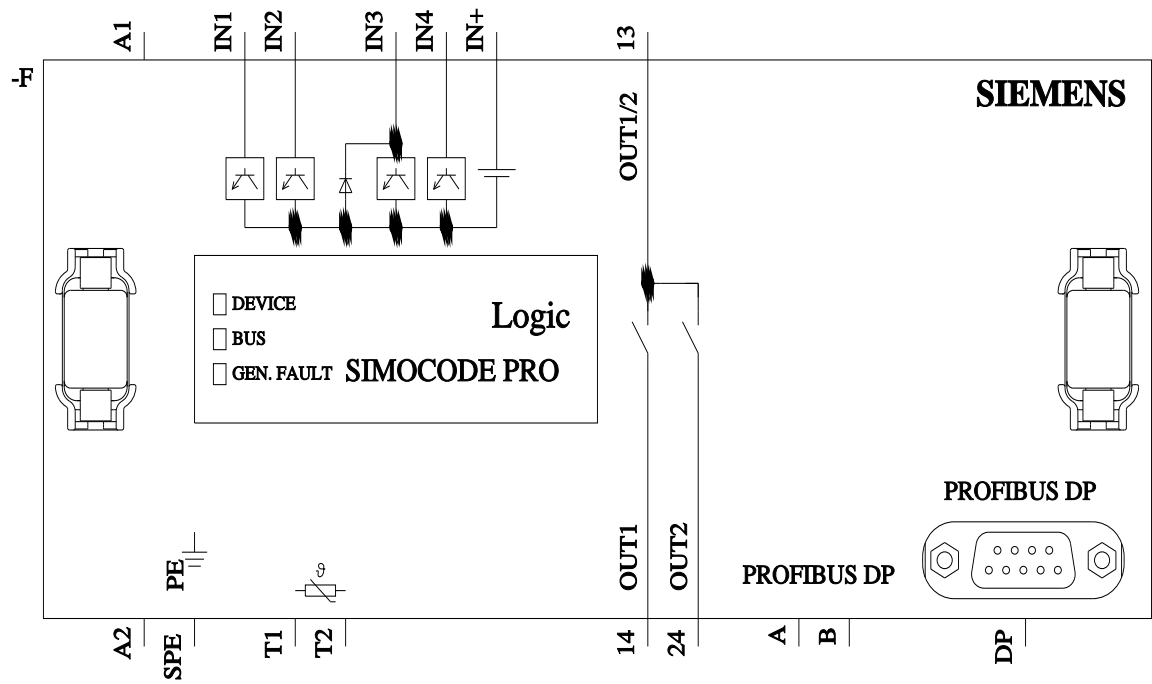 A1
IN1
IN2
IN3
IN4
IN+
13
-F
SIEMENS
OUT1/2
DEVICE
BUS
GEN. FAULT
Logic
SIMOCODE PRO
PROFIBUS DP
PE
ϑ
OUT1
OUT2
PROFIBUS DP
A2
SPE
T1
T2
14
24
A
B
DP